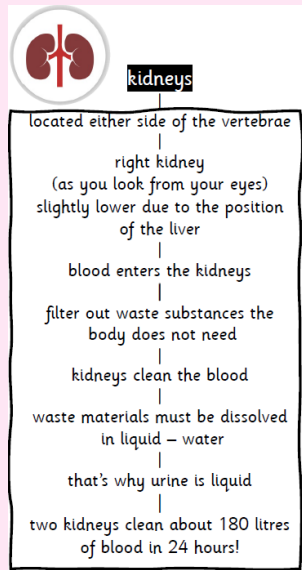 kidneys
located either side of the vertebrae
right kidney
(as you look from your eyes)
slightly lower due to the position
of the liver
blood enters the kidneys
filter out waste substances the
body does not need
kidneys clean the blood
waste materials must be dissolved
in liquid – water
that's why urine is liquid
two kidneys clean about 180 litres
of blood in 24 hours!